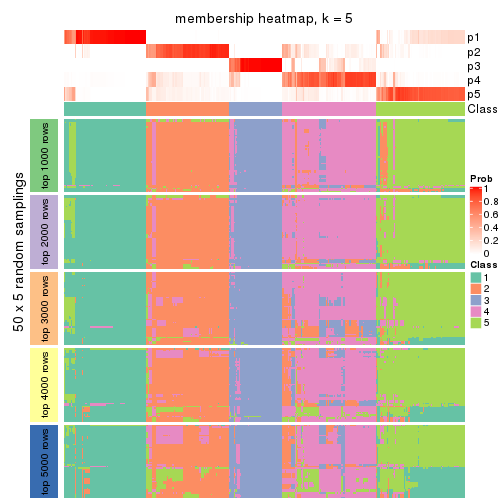 membership heatmap, k = 5
p1
p2
p3
p4
p5
Class
50 x 5 random samplings
top 1000 rows
top 2000 rows
top 3000 rows
top 4000 rows
top 5000 rows
Prob
1
0.8
0.6
0.4
0.2
0
Class
1
2
3
4
5